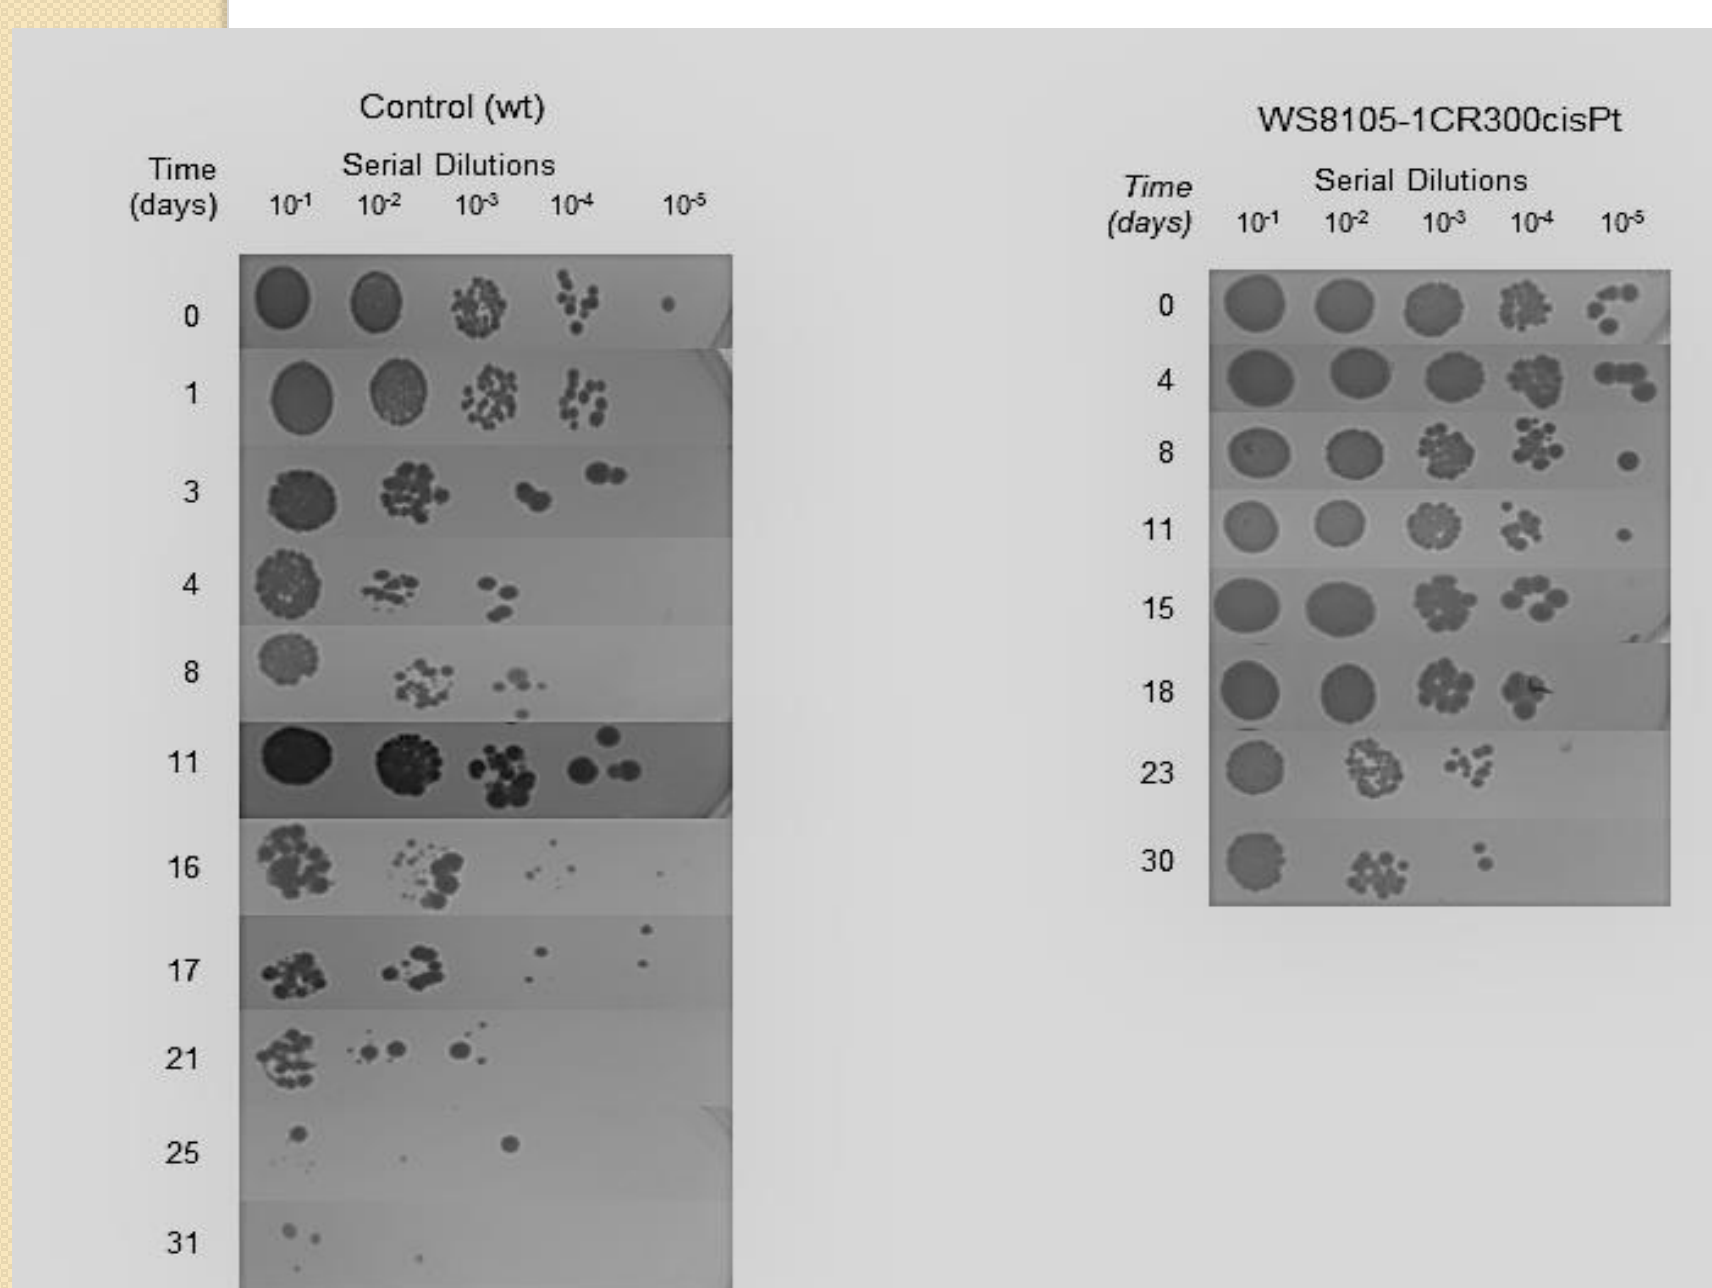 Control (wt)
Time
(days)
Serial Dilutions
10-1 10-2 10-3 10-4 10-5
0
1
3
4
8
11
16
17
21
25
31
WS8105-1CR300cisPt
Time
(days)
Serial Dilutions
10-1 10-2 10-3 10-4 10-5
0
4
8
11
15
18
23
30